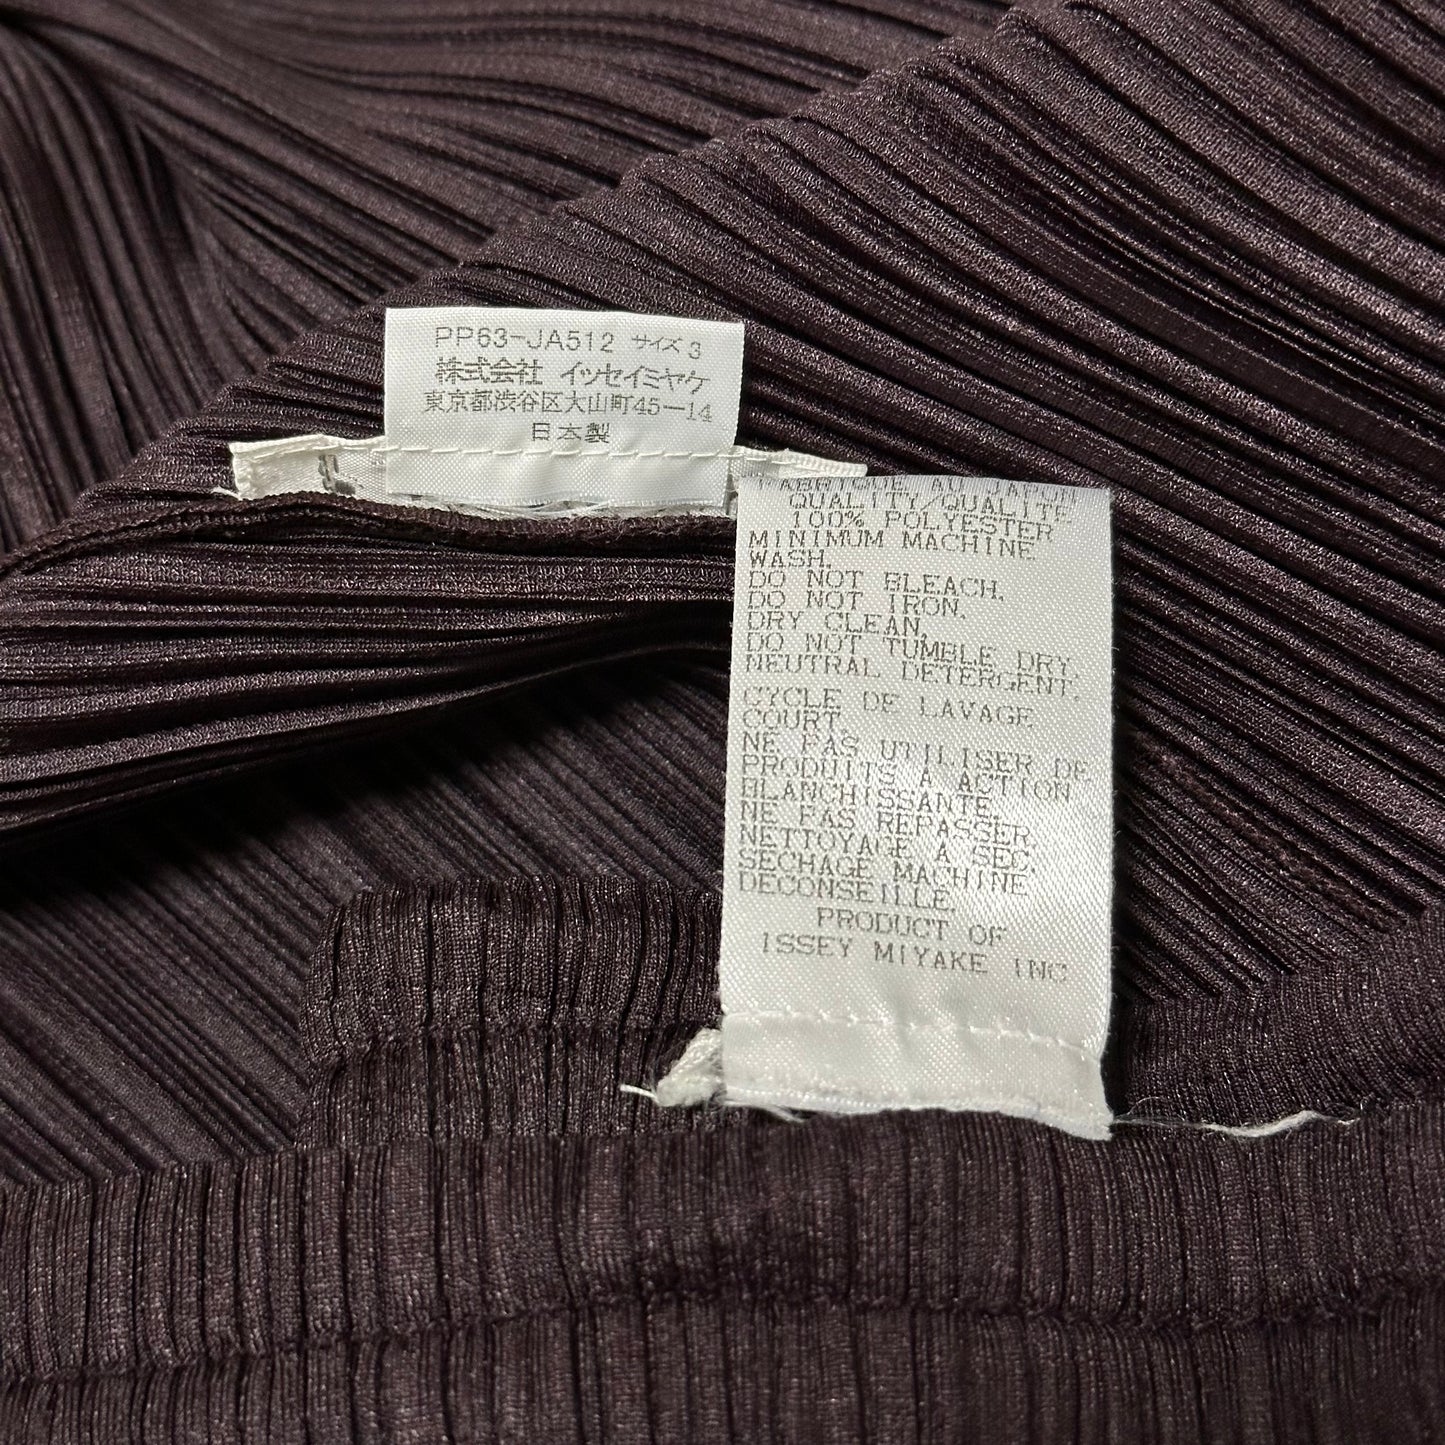 PP63-JA512 サイズ 3
株式会社 イッセイミヤケ
東京都渋谷区大山町45-14
日本製
FABRIQUE AU JAPON
QUALITY/QUALITE
100% POLYESTER
MINIMUM MACHINE
WASH.
DO NOT BLEACH.
DO NOT IRON.
DRY CLEAN.
DO NOT TUMBLE DRY.
NEUTRAL DETERGENT.
CYCLE DE LAVAGE
COURT.
NE PAS UTILISER DE
PRODUITS A ACTION
BLANCHISSANTE.
NE PAS REPASSER.
NETTOYAGE A SEC.
SECHAGE MACHINE
DECONSEILLE.
PRODUCT OF
ISSEY MIYAKE INC